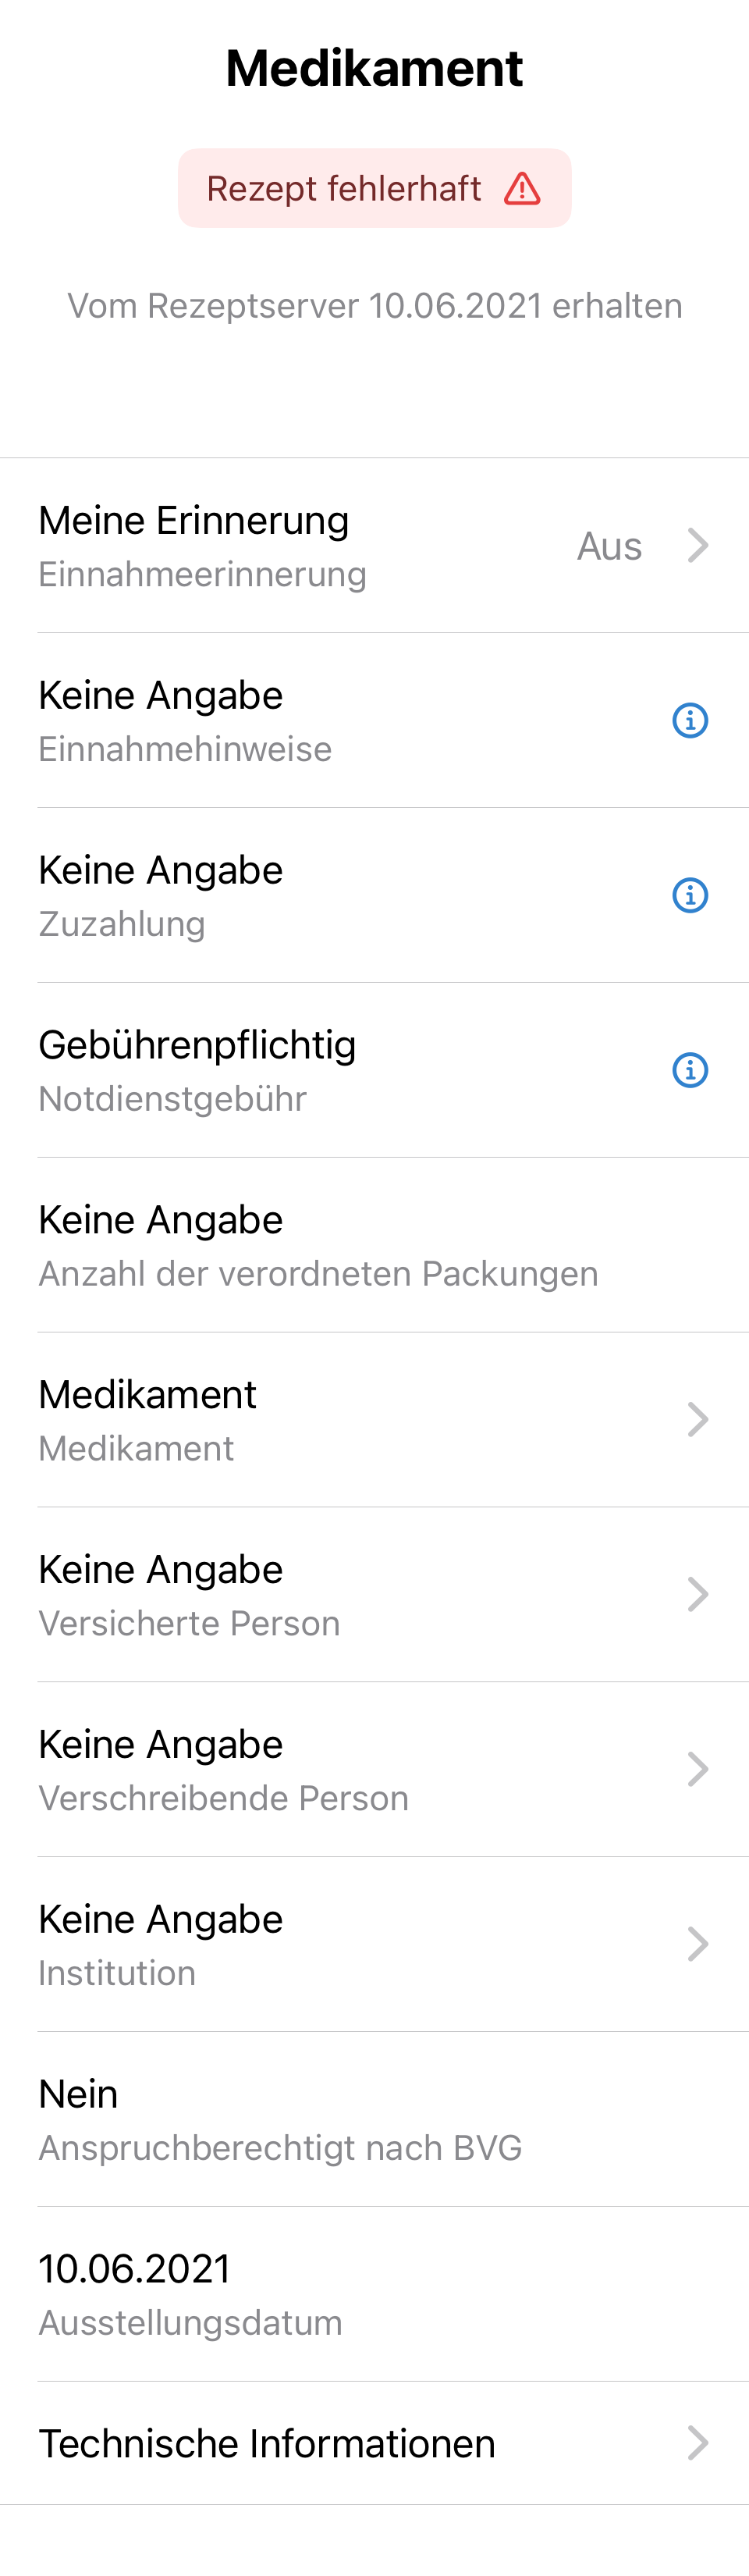 Medikament
Rezept fehlerhaft
Vom Rezeptserver 10.06.2021 erhalten
Meine Erinnerung
Einnahmeerinnerung
Aus
Keine Angabe
Einnahmehinweise
Keine Angabe
Zuzahlung
Gebührenpflichtig
Notdienstgebühr
Keine Angabe
Anzahl der verordneten Packungen
Medikament
Medikament
Keine Angabe
Versicherte Person
Keine Angabe
Verschreibende Person
Keine Angabe
Institution
Nein
Anspruchberechtigt nach BVG
10.06.2021
Ausstellungsdatum
Technische Informationen